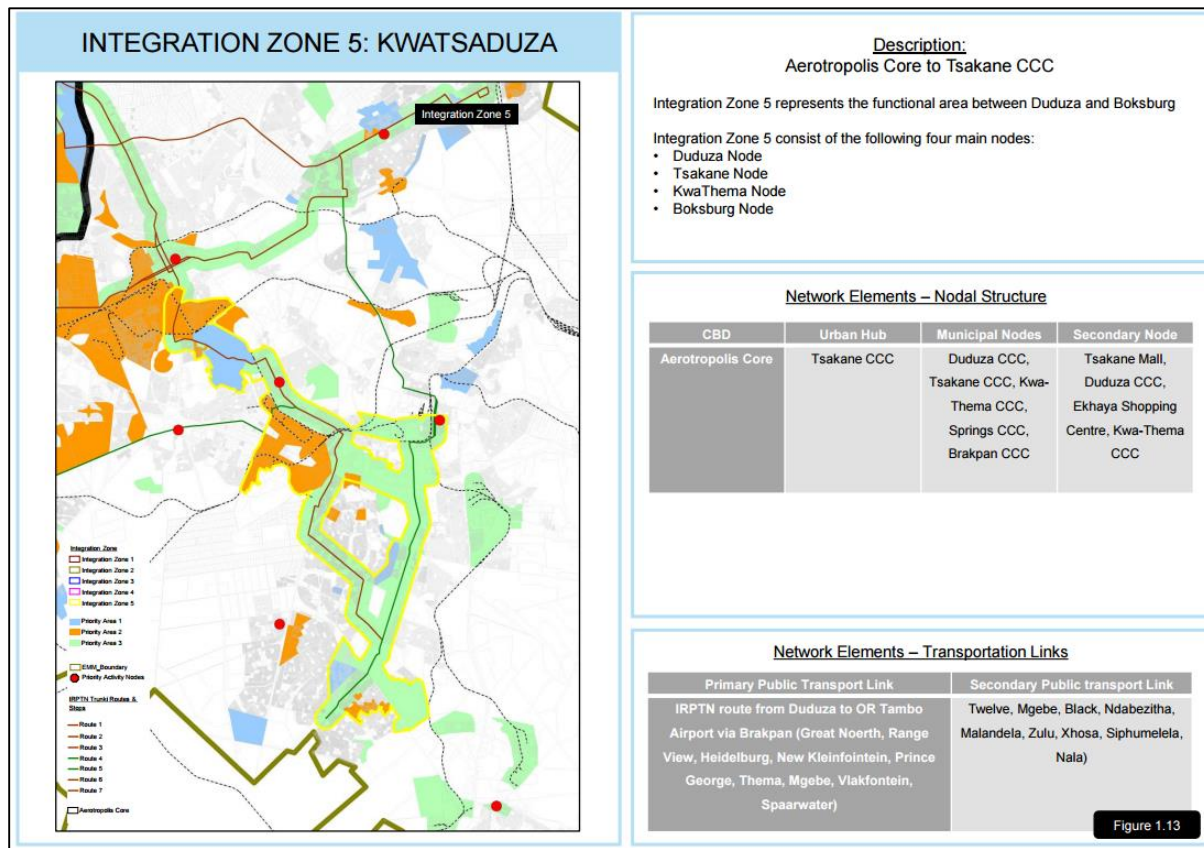 INTEGRATION ZONE 5: KWATSADUZA
Integration Zone 5
Integration Zone
Integration Zone 1
Integration Zone 2
Integration Zone 3
Integration Zone 4
Integration Zone 5
Priority Area 1
Priority Area 2
Priority Area 3
EMM_Boundary
Priority Activity Nodes
IRPTN Trunki Routes &
Stops
Route 1
Route 2
Route 3
Route 4
Route 5
Route 6
Route 7
Aerotropolis Core
Description:
Aerotropolis Core to Tsakane CCC
Integration Zone 5 represents the functional area between Duduza and Boksburg
Integration Zone 5 consist of the following four main nodes:
• Duduza Node
• Tsakane Node
• KwaThema Node
• Boksburg Node
Network Elements – Nodal Structure
CBD Urban Hub Municipal Nodes Secondary Node
Aerotropolis Core Tsakane CCC Duduza CCC, Tsakane Mall,
Tsakane CCC, Kwa- Duduza CCC,
Thema CCC, Ekhaya Shopping
Springs CCC, Centre, Kwa-Thema
Brakpan CCC CCC
Network Elements – Transportation Links
Primary Public Transport Link Secondary Public transport Link
IRPTN route from Duduza to OR Tambo Twelve, Mgebe, Black, Ndabezitha,
Airport via Brakpan (Great Noerth, Range Malandela, Zulu, Xhosa, Siphumelela,
View, Heidelburg, New Kleinfointein, Prince Nala)
George, Thema, Mgebe, Vlakfontein,
Spaarwater)
Figure 1.13